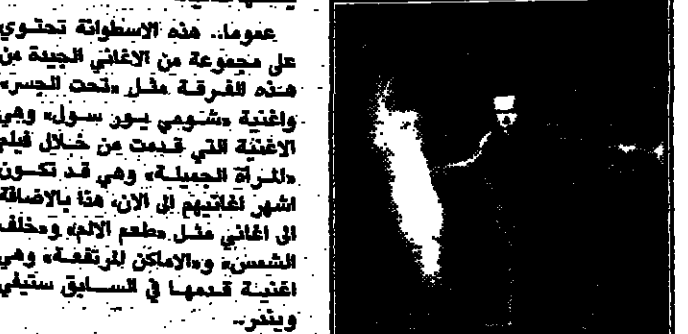 عموما.. هذه الاسطوانة تحتوي
على مجموعة من الاغاني الجيدة من
هذه الفرقة مثل «تحت الجسر»
واغنية «شومي يور سول» وهي
الاغنية التي قدمت من خلال فيلم
«المرأة الجميلة» وهي قد تكون
اشهر اغانيهم الى الان، هذا بالاضافة
الى اغاني مثل «طعم الالم» و«خلف
الشمس» و«الاماكن المرتفعة» وهي
اغنية قدمها في السابق ستيفي
ويندر..